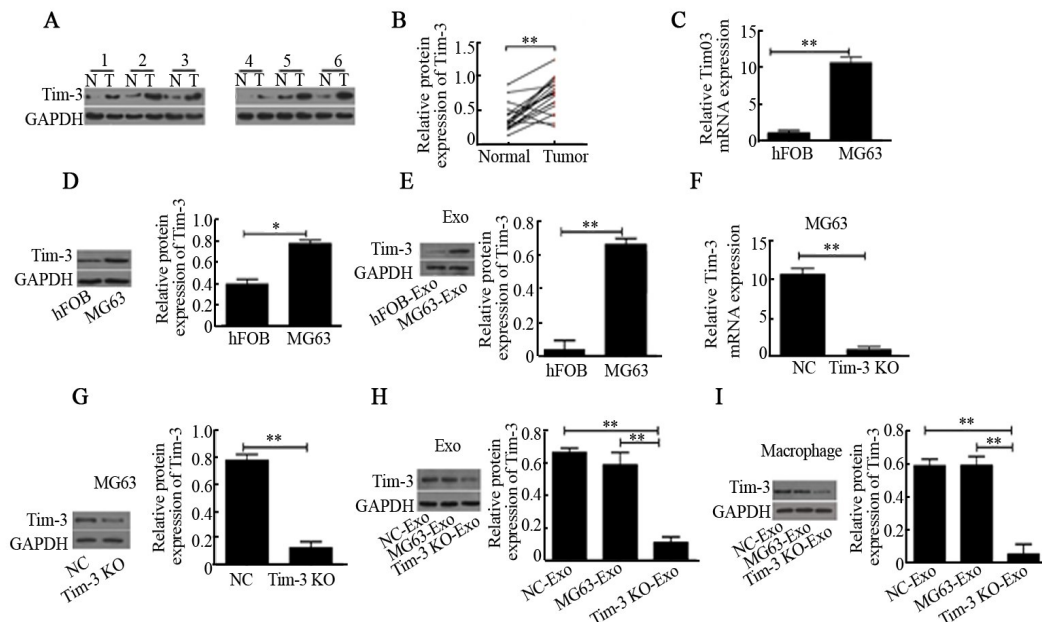 A
1 2 3
N T N T N T
4 5 6
N T N T N T
Tim-3
GAPDH
B
Relative protein
expression of Tim-3
1.5
1.0
0.5
0
**
Normal Tumor
C
Relative Tim03
mRNA expression
15
10
5
0
**
hFOB MG63
D
Tim-3
GAPDH
hFOB
MG63
Relative protein
expression of Tim-3
1.0
0.8
0.6
0.4
0.2
0
*
hFOB MG63
E
Exo
Tim-3
GAPDH
hFOB-Exo
MG63-Exo
Relative protein
expression of Tim-3
0.8
0.6
0.4
0.2
0
**
hFOB MG63
F
MG63
Relative Tim-3
mRNA expression
15
10
5
0
**
NC Tim-3 KO
G
MG63
Tim-3
GAPDH
NC
Tim-3 KO
Relative protein
expression of Tim-3
1.0
0.8
0.6
0.4
0.2
0
**
NC Tim-3 KO
H
Exo
Tim-3
GAPDH
NC-Exo
MG63-Exo
Tim-3 KO-Exo
Relative protein
expression of Tim-3
0.8
0.6
0.4
0.2
0
**
**
NC-Exo
MG63-Exo
Tim-3 KO-Exo
I
Macrophage
Tim-3
GAPDH
NC-Exo
MG63-Exo
Tim-3 KO-Exo
Relative protein
expression of Tim-3
0.8
0.6
0.4
0.2
0
**
**
NC-Exo
MG63-Exo
Tim-3 KO-Exo